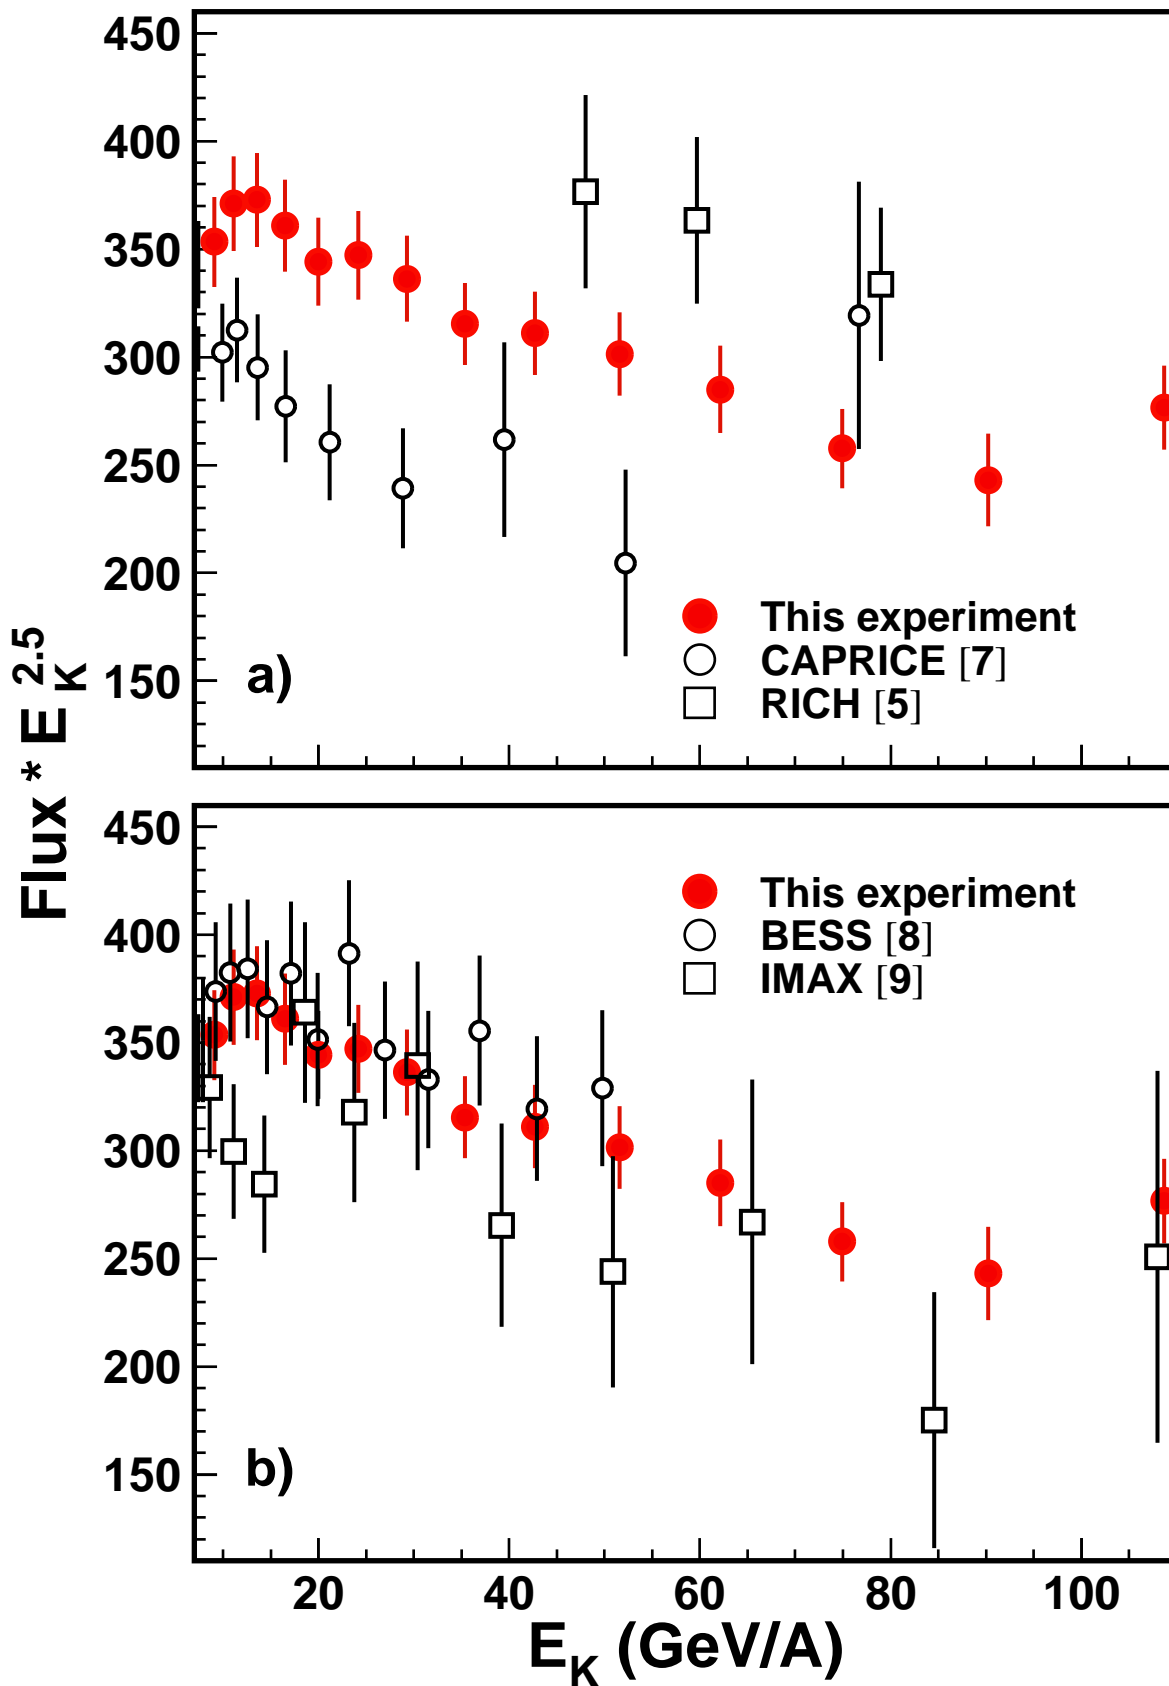 Flux * E_K^2.5
450
400
350
300
250
200
150
a)
This experiment
CAPRICE [7]
RICH [5]
450
400
350
300
250
200
150
b)
This experiment
BESS [8]
IMAX [9]
20 40 60 80 100
E_K (GeV/A)